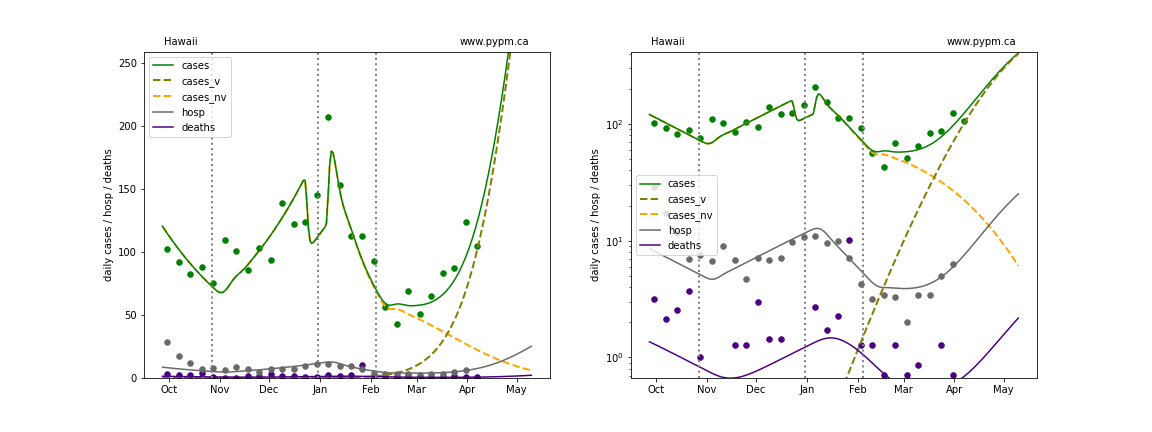 Hawaii
www.pypm.ca
250
200
150
100
50
0
daily cases / hosp / deaths
cases
cases_v
cases_nv
hosp
deaths
Oct Nov Dec Jan Feb Mar Apr May
Hawaii
www.pypm.ca
10²
10¹
10⁰
daily cases / hosp / deaths
cases
cases_v
cases_nv
hosp
deaths
Oct Nov Dec Jan Feb Mar Apr May